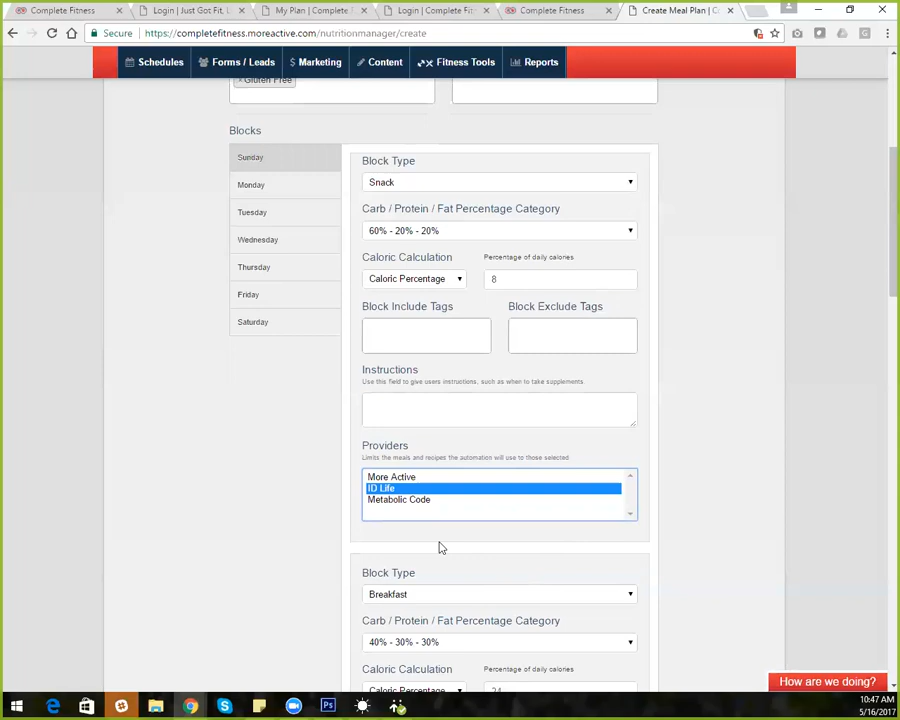 Complete Fitness
Login | Just Got Fit, L
My Plan | Complete F
Login | Complete Fitn
Complete Fitness
Create Meal Plan | C
Secure | https://completefitness.moreactive.com/nutritionmanager/create
Schedules Forms / Leads Marketing Content Fitness Tools Reports
×Gluten Free
Blocks
Sunday
Monday
Tuesday
Wednesday
Thursday
Friday
Saturday
Block Type
Snack
Carb / Protein / Fat Percentage Category
60% - 20% - 20%
Caloric Calculation Percentage of daily calories
Caloric Percentage 8
Block Include Tags Block Exclude Tags
Instructions
Use this field to give users instructions, such as when to take supplements.
Providers
Limits the meals and recipes the automation will use to those selected
More Active
ID Life
Metabolic Code
Block Type
Breakfast
Carb / Protein / Fat Percentage Category
40% - 30% - 30%
Caloric Calculation Percentage of daily calories
Caloric Percentage 24
How are we doing?
10:47 AM
5/16/2017